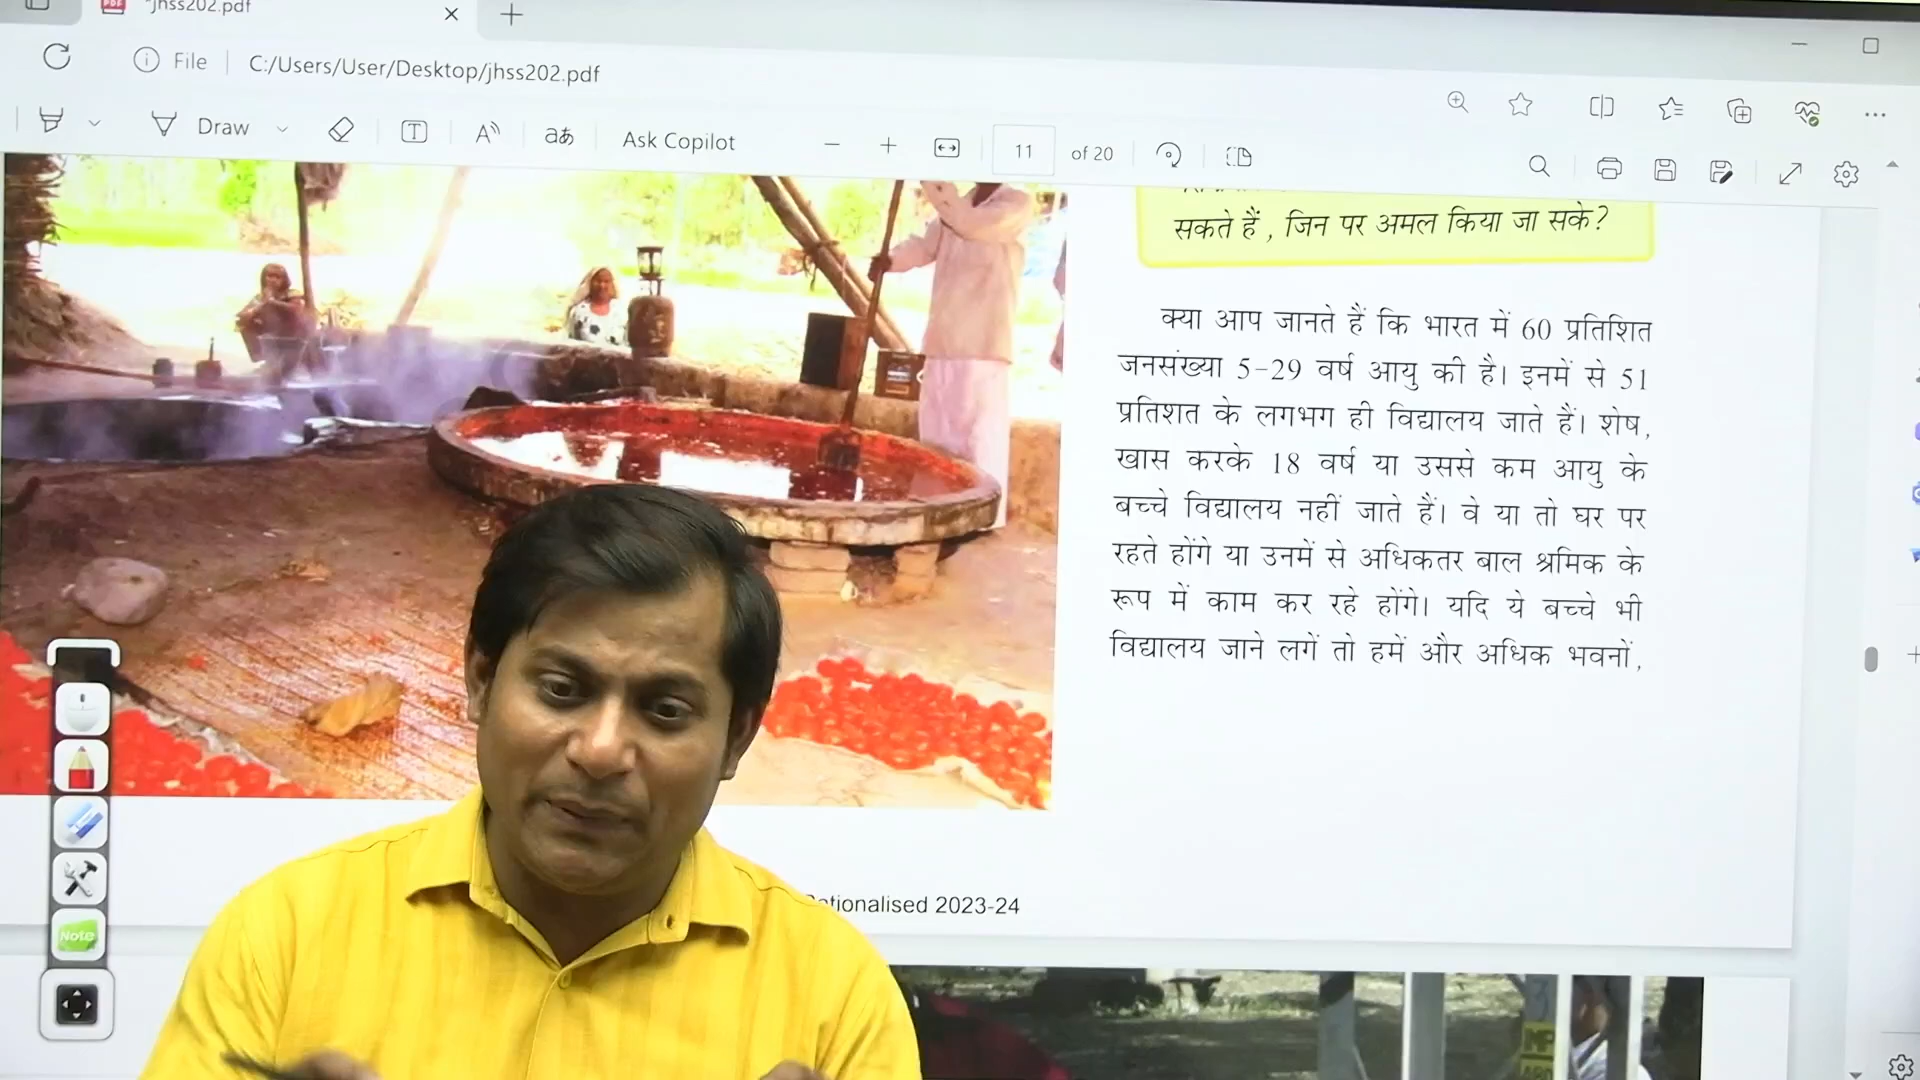 jhss202.pdf
File
C:/Users/User/Desktop/jhss202.pdf
Draw
Ask Copilot
11
of 20
सकते हैं, जिन पर अमल किया जा सके?
क्या आप जानते हैं कि भारत में 60 प्रतिशित
जनसंख्या 5-29 वर्ष आयु की है। इनमें से 51
प्रतिशत के लगभग ही विद्यालय जाते हैं। शेष,
खास करके 18 वर्ष या उससे कम आयु के
बच्चे विद्यालय नहीं जाते हैं। वे या तो घर पर
रहते होंगे या उनमें से अधिकतर बाल श्रमिक के
रूप में काम कर रहे होंगे। यदि ये बच्चे भी
विद्यालय जाने लगें तो हमें और अधिक भवनों,
Note
ationalised 2023-24